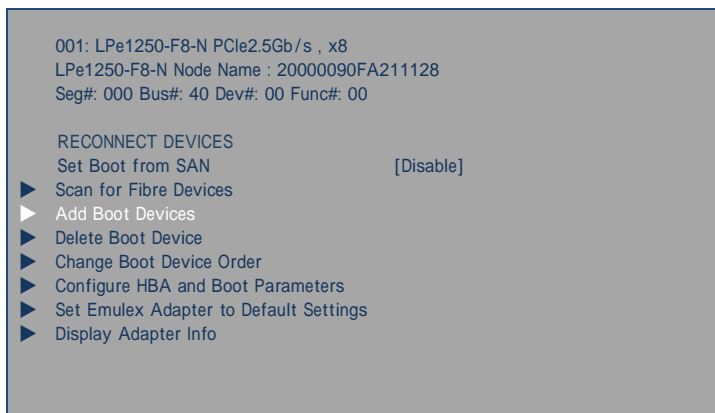 001: LPe1250-F8-N PCIe2.5Gb/s , x8
LPe1250-F8-N Node Name : 20000090FA211128
Seg#: 000 Bus#: 40 Dev#: 00 Func#: 00
RECONNECT DEVICES
Set Boot from SAN [Disable]
Scan for Fibre Devices
Add Boot Devices
Delete Boot Device
Change Boot Device Order
Configure HBA and Boot Parameters
Set Emulex Adapter to Default Settings
Display Adapter Info